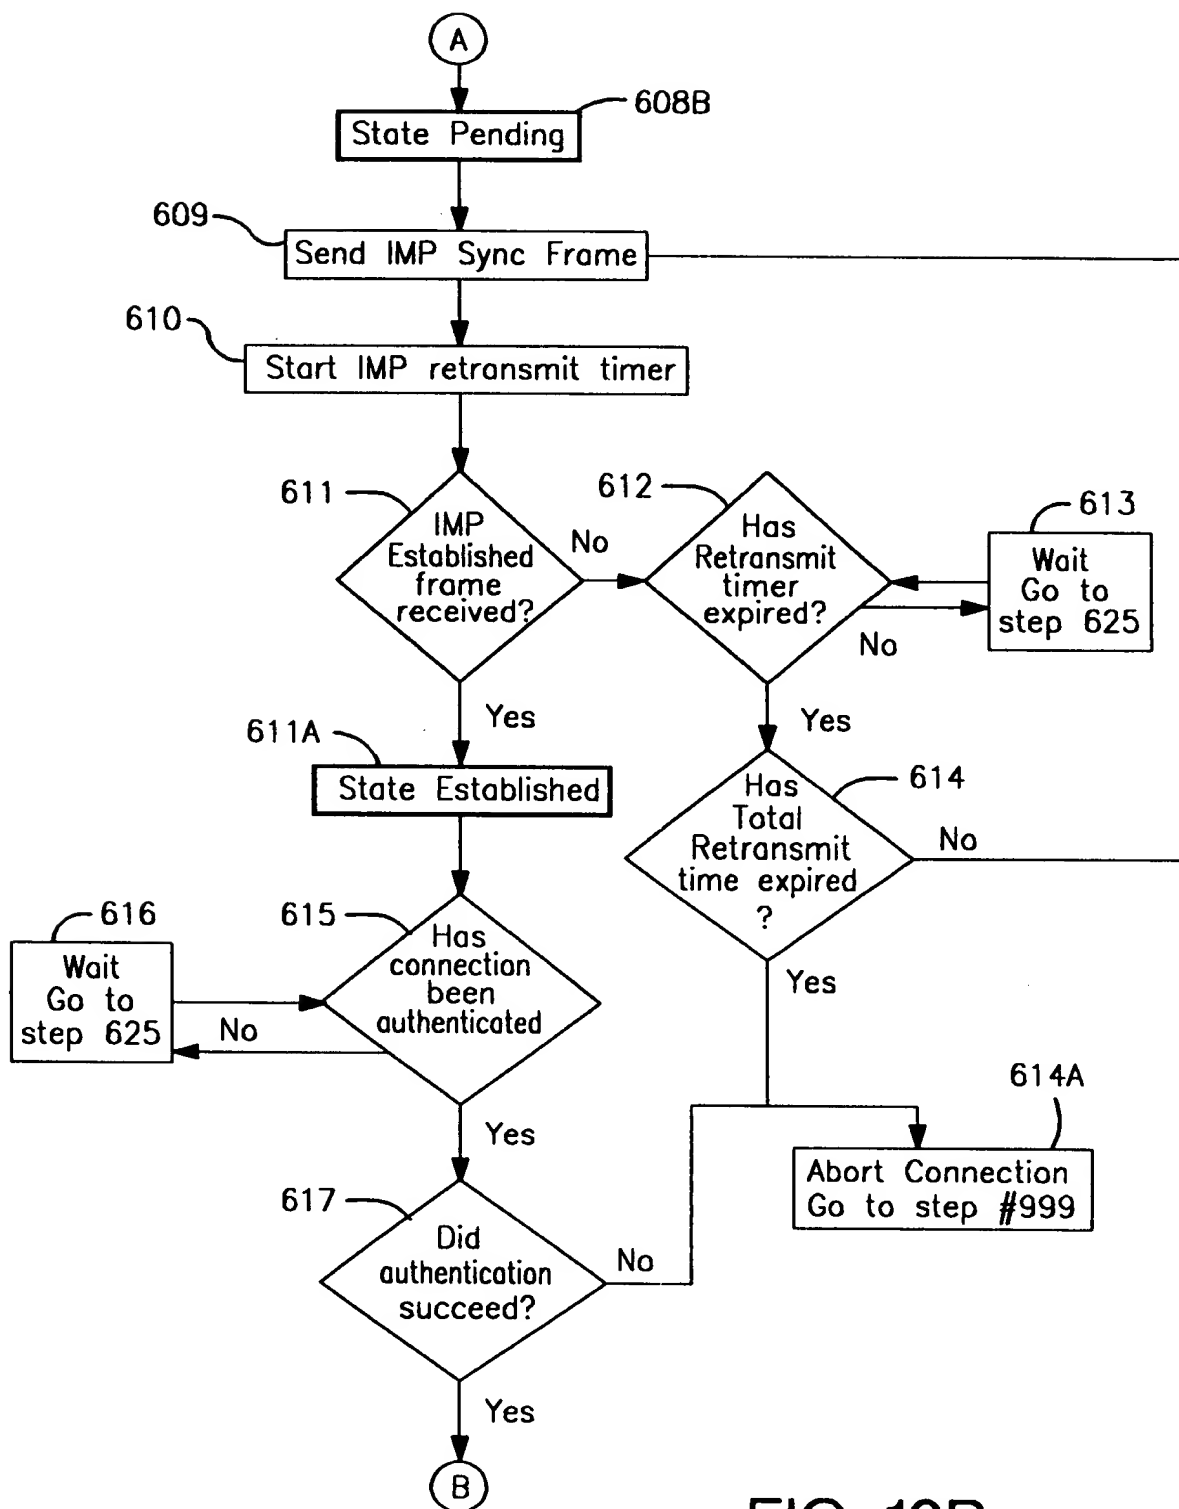 A
608B
State Pending
609
Send IMP Sync Frame
610
Start IMP retransmit timer
611
IMP
Established
frame
received?
No
612
Has
Retransmit
timer
expired?
No
613
Wait
Go to
step 625
Yes
611A
State Established
Yes
614
Has
Total
Retransmit
time expired
?
No
616
Wait
Go to
step 625
No
615
Has
connection
been
authenticated
Yes
614A
Abort Connection
Go to step #999
Yes
617
Did
authentication
succeed?
No
Yes
B